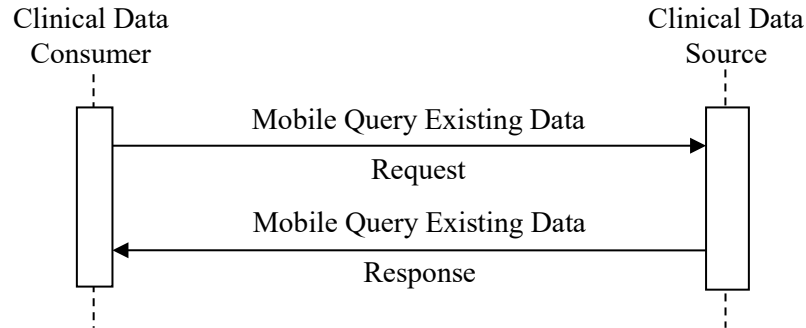 Clinical Data
Consumer
Clinical Data
Source
Mobile Query Existing Data
Request
Mobile Query Existing Data
Response